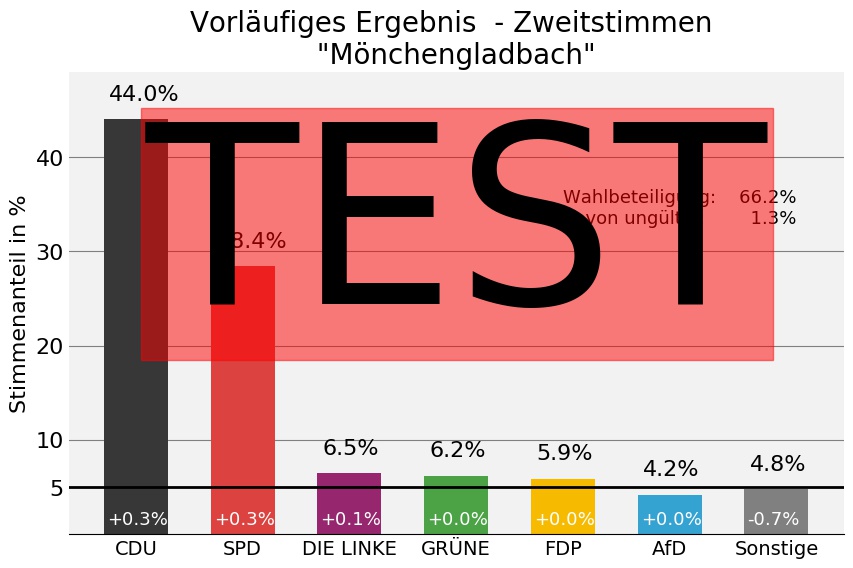 Vorläufiges Ergebnis - Zweitstimmen
"Mönchengladbach"
44.0%
TEST
40
Wahlbeteiligung: 66.2%
von 1.3%
Stimmenanteil in %
30
20
6.5%
6.2%
5.9%
4.2%
4.8%
10
5
+0.3%
+0.3%
+0.1%
+0.0%
+0.0%
+0.0%
-0.7%
CDU
SPD
DIE LINKE
GRÜNE
FDP
AfD
Sonstige